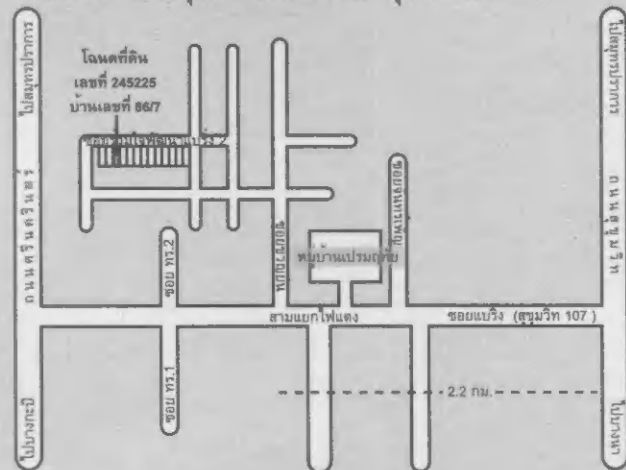 ไปสมุทรปราการ
ไปสมุทรปราการ
โฉนดที่ดิน
เลขที่ 245225
บ้านเลขที่ 86/7
ถนนศรีนครินทร์
ถนนสุขุมวิท
ซอย ทร.2
หมู่บ้านเปรมฤทัย
สามแยกไฟแดง
ซอยแบริ่ง (สุขุมวิท 107 )
ซอย ทร.1
2.2 กม.
ไปบางกะปิ
ไปบางนา